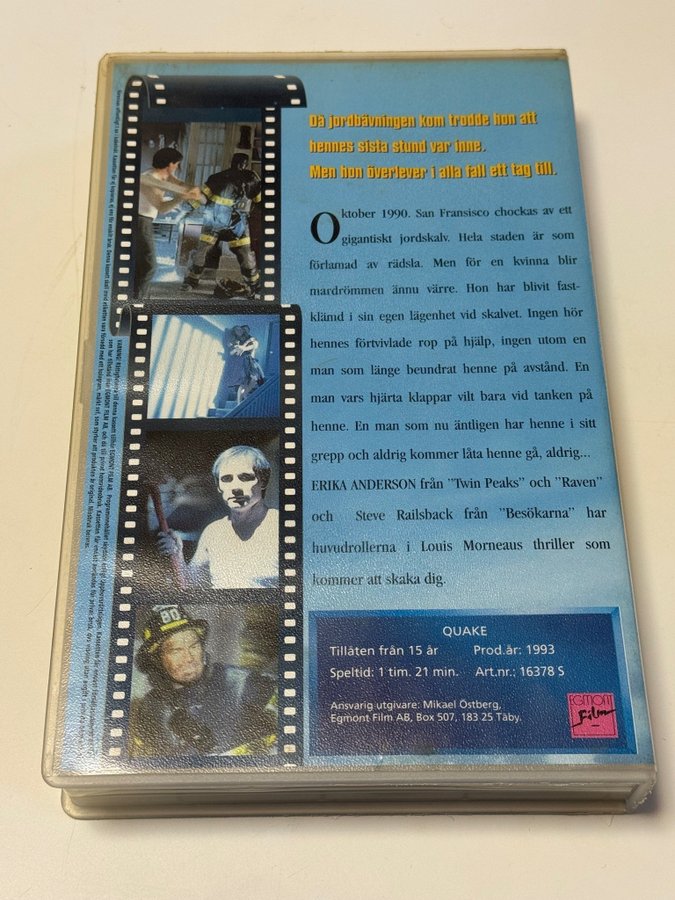 Då jordbävningen kom trodde hon att
hennes sista stund var inne.
Men hon överlever i alla fall ett tag till.
Oktober 1990. San Fransisco chockas av ett
gigantiskt jordskalv. Hela staden är som
förlamad av rädsla. Men för en kvinna blir
mardrömmen ännu värre. Hon har blivit fast-
klämd i sin egen lägenhet vid skalvet. Ingen hör
hennes förtvivlade rop på hjälp, ingen utom en
man som länge beundrat henne på avstånd. En
man vars hjärta klappar vilt bara vid tanken på
henne. En man som nu äntligen har henne i sitt
grepp och aldrig kommer låta henne gå, aldrig...
ERIKA ANDERSON från "Twin Peaks" och "Raven"
och Steve Railsback från "Besökarna" har
huvudrollerna i Louis Morneaus thriller som
kommer att skaka dig.
QUAKE
Tillåten från 15 år Prod.år: 1993
Speltid: 1 tim. 21 min. Art.nr.: 16378 S
Ansvarig utgivare: Mikael Östberg,
Egmont Film AB, Box 507, 183 25 Täby.
EGMONT
Film
80